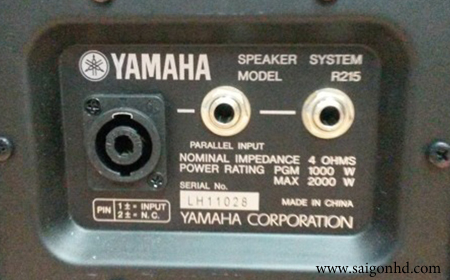 YAMAHA SPEAKER SYSTEM
MODEL R215
PARALLEL INPUT
NOMINAL IMPEDANCE 4 OHMS
POWER RATING PGM 1000 W
MAX 2000 W
SERIAL No.
LH11028
MADE IN CHINA
PIN 1± = INPUT
2± = N.C.
YAMAHA CORPORATION
www.saigonhd.com